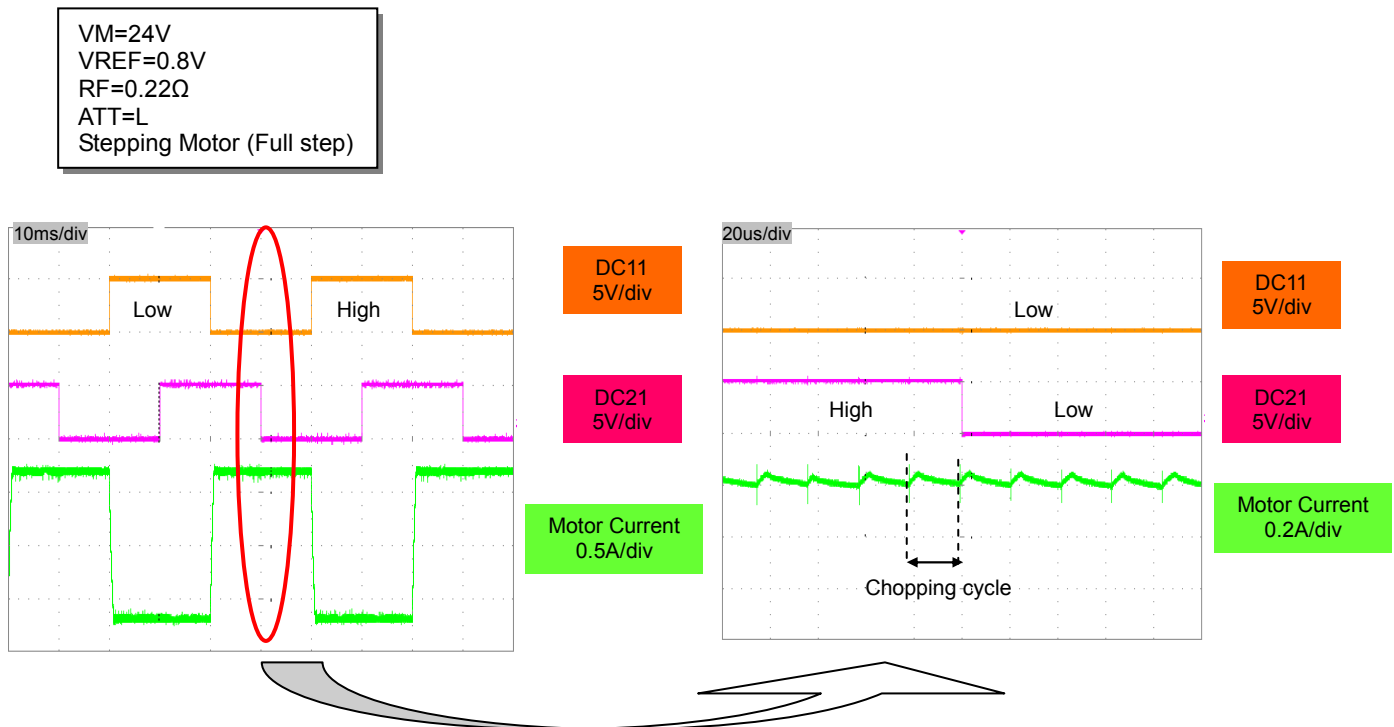 VM=24V
VREF=0.8V
RF=0.22Ω
ATT=L
Stepping Motor (Full step)
10ms/div
Low
High
DC11
5V/div
DC21
5V/div
Motor Current
0.5A/div
20us/div
Low
DC11
5V/div
High
Low
DC21
5V/div
Motor Current
0.2A/div
Chopping cycle